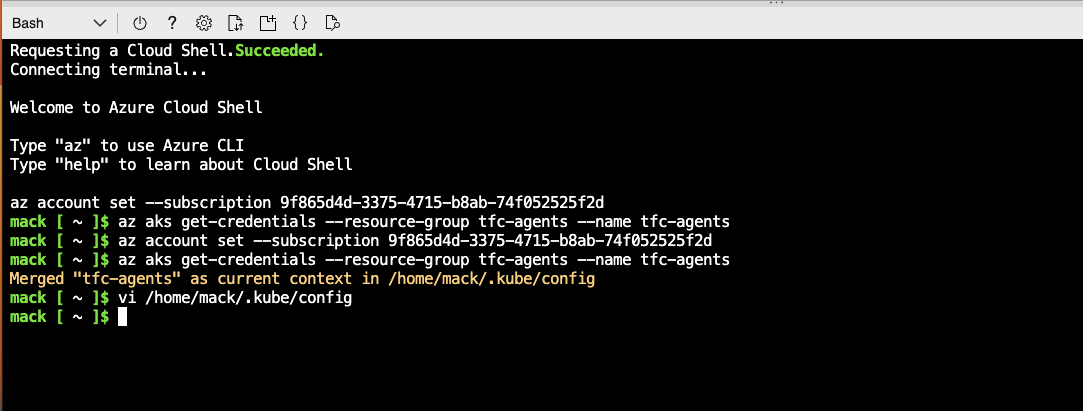 Bash
Requesting a Cloud Shell.Succeeded.
Connecting terminal...
Welcome to Azure Cloud Shell
Type "az" to use Azure CLI
Type "help" to learn about Cloud Shell
az account set --subscription 9f865d4d-3375-4715-b8ab-74f052525f2d
mack [ ~ ]$ az aks get-credentials --resource-group tfc-agents --name tfc-agents
mack [ ~ ]$ az account set --subscription 9f865d4d-3375-4715-b8ab-74f052525f2d
mack [ ~ ]$ az aks get-credentials --resource-group tfc-agents --name tfc-agents
Merged "tfc-agents" as current context in /home/mack/.kube/config
mack [ ~ ]$ vi /home/mack/.kube/config
mack [ ~ ]$